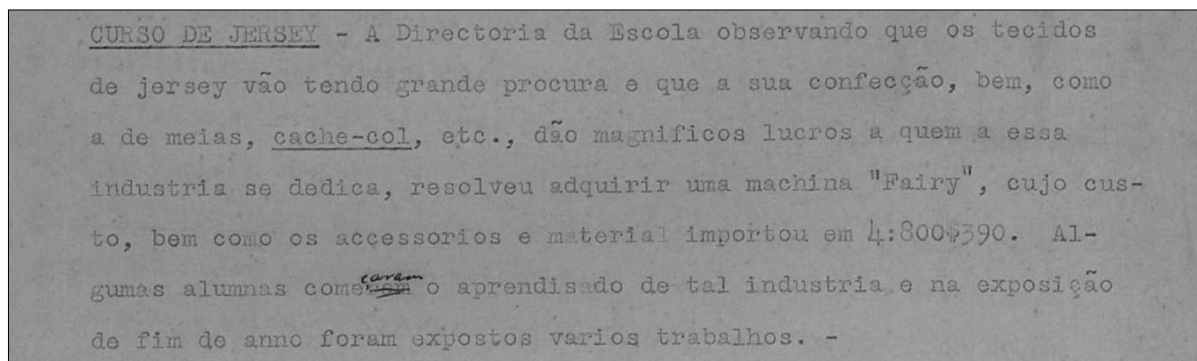 CURSO DE JERSEY - A Directoria da Escola observando que os tecidos
de jersey vão tendo grande procura e que a sua confecção, bem, como
a de meias, cache-col, etc., dão magnificos lucros a quem a essa
industria se dedica, resolveu adquirir uma machina "Fairy", cujo cus-
to, bem como os accessorios e material importou em 4:800$390. Al-
gumas alumnas começaram o aprendisado de tal industria e na exposição
de fim de anno foram expostos varios trabalhos. -